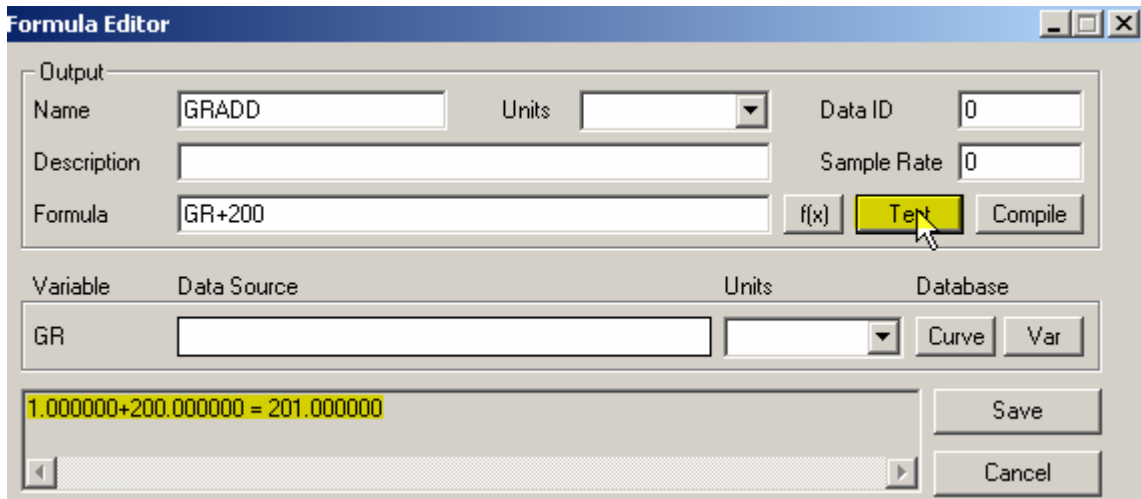 Formula Editor
Output
Name GRADD Units Data ID 0
Description Sample Rate 0
Formula GR+200 f(x) Test Compile
Variable Data Source Units Database
GR Curve Var
1.000000+200.000000 = 201.000000
Save
Cancel